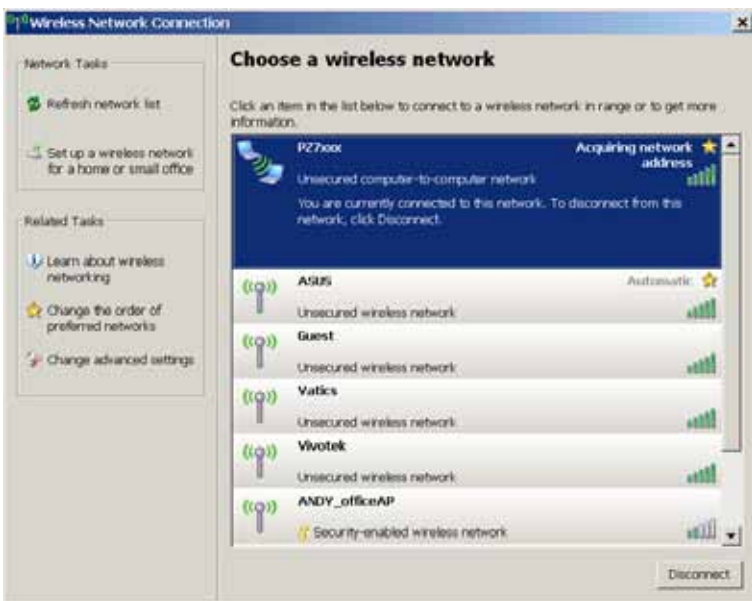 Wireless Network Connection
Network Tasks
Refresh network list
Set up a wireless network
for a home or small office
Related Tasks
Learn about wireless
networking
Change the order of
preferred networks
Change advanced settings
Choose a wireless network
Click an item in the list below to connect to a wireless network in range or to get more
information.
PZ7xxx
Acquiring network
address
Unsecured computer-to-computer network
You are currently connected to this network. To disconnect from this
network, click Disconnect.
ASUS
Automatic
Unsecured wireless network
Guest
Unsecured wireless network
Vatics
Unsecured wireless network
Vivotek
Unsecured wireless network
ANDY_officeAP
Security-enabled wireless network
Disconnect